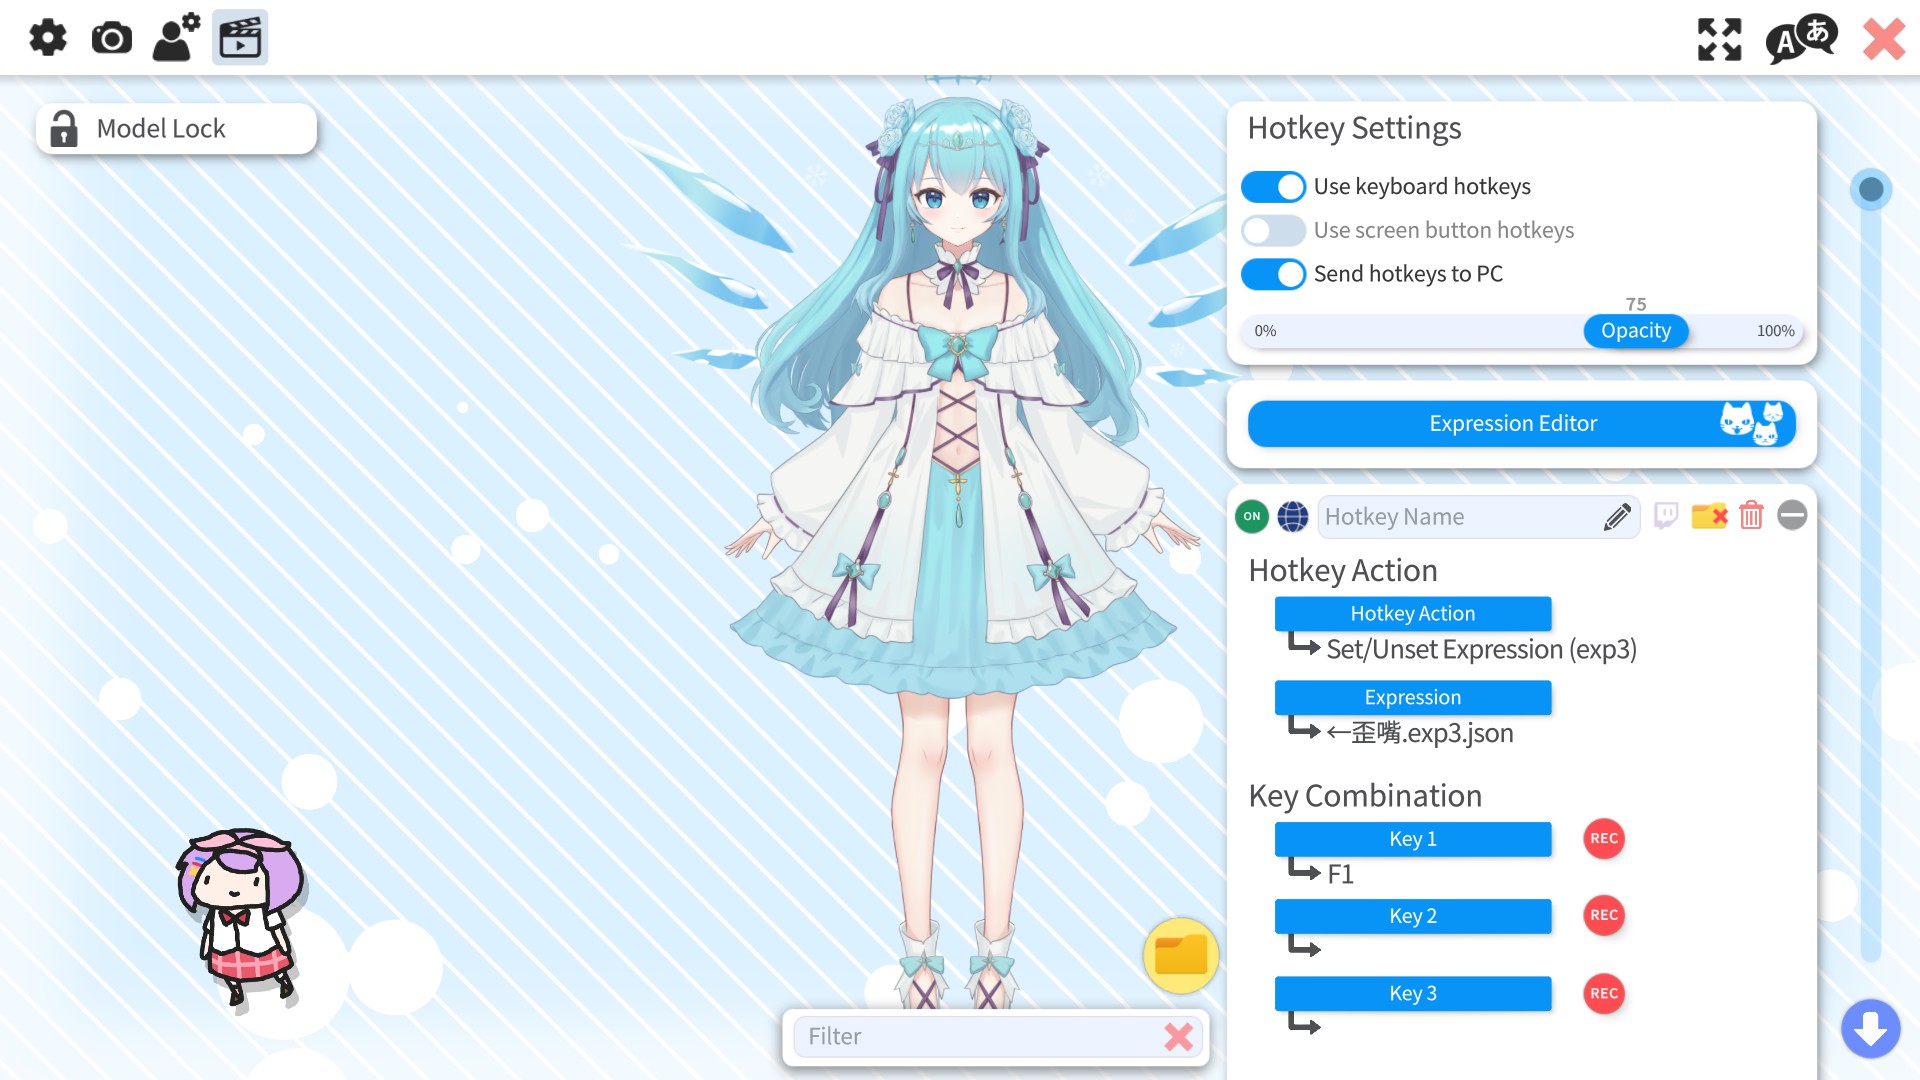 A あ
Model Lock
Hotkey Settings
Use keyboard hotkeys
Use screen button hotkeys
Send hotkeys to PC
75
0% Opacity 100%
Expression Editor
ON Hotkey Name
Hotkey Action
Hotkey Action
Set/Unset Expression (exp3)
Expression
←歪嘴.exp3.json
Key Combination
Key 1 REC
F1
Key 2 REC
Key 3 REC
Filter